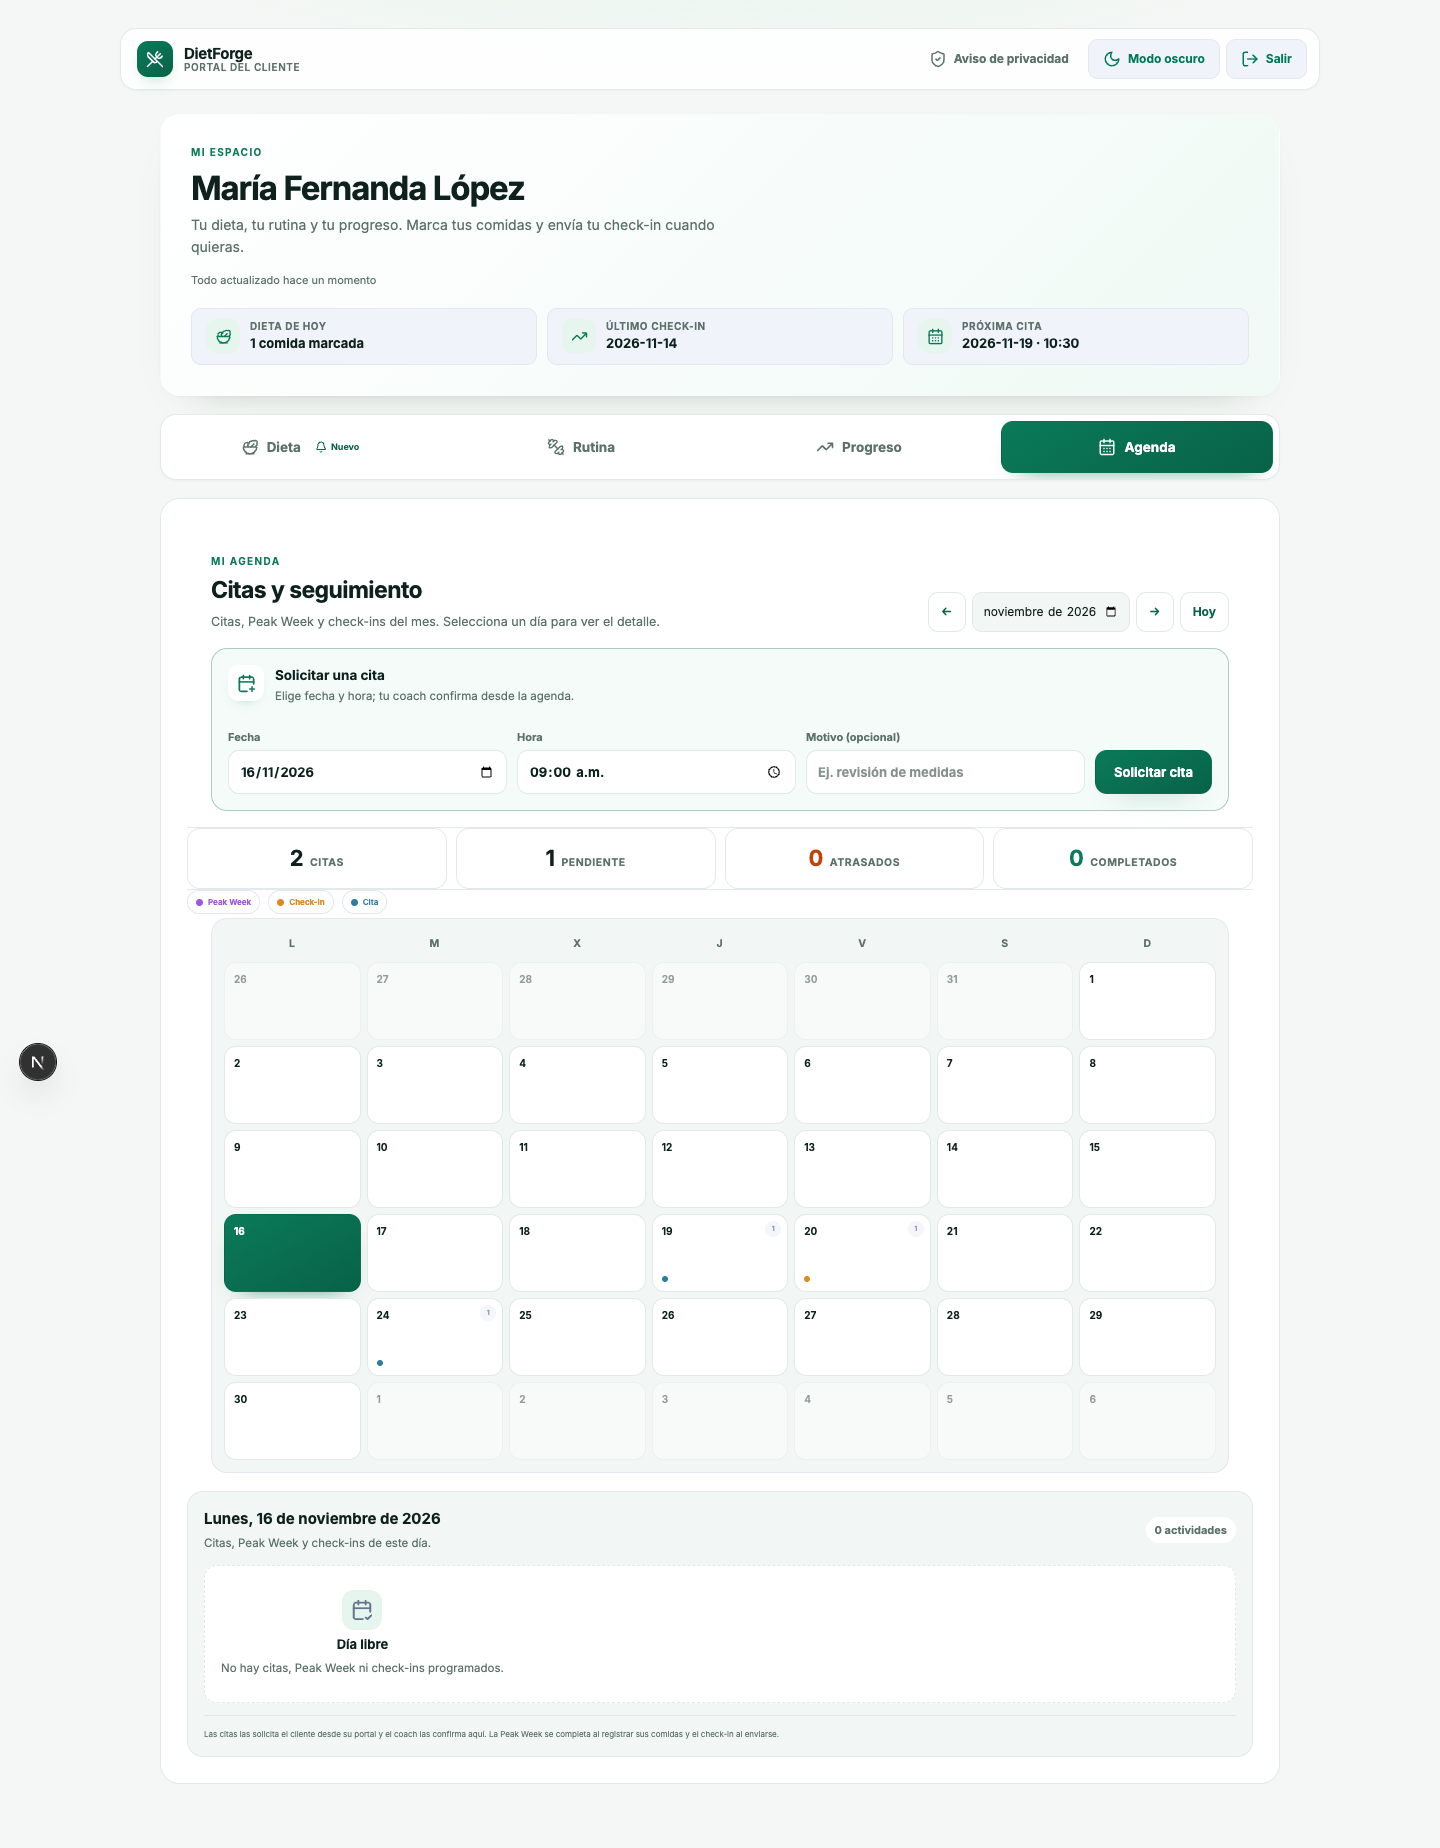 DietForge
PORTAL DEL CLIENTE
Aviso de privacidad
Modo oscuro
Salir
MI ESPACIO
María Fernanda López
Tu dieta, tu rutina y tu progreso. Marca tus comidas y envía tu check-in cuando
quieras.
Todo actualizado hace un momento
DIETA DE HOY
1 comida marcada
ÚLTIMO CHECK-IN
2026-11-14
PRÓXIMA CITA
2026-11-19 · 10:30
Dieta
Nuevo
Rutina
Progreso
Agenda
MI AGENDA
Citas y seguimiento
Citas, Peak Week y check-ins del mes. Selecciona un día para ver el detalle.
noviembre de 2026
Hoy
Solicitar una cita
Elige fecha y hora; tu coach confirma desde la agenda.
Fecha
Hora
Motivo (opcional)
16/11/2026
09:00 a.m.
Ej. revisión de medidas
Solicitar cita
2 CITAS
1 PENDIENTE
0 ATRASADOS
0 COMPLETADOS
Peak Week
Check-in
Cita
L M X J V S D
26 27 28 29 30 31 1
2 3 4 5 6 7 8
9 10 11 12 13 14 15
16 17 18 19 1 20 1 21 22
23 24 1 25 26 27 28 29
30 1 2 3 4 5 6
N
Lunes, 16 de noviembre de 2026
Citas, Peak Week y check-ins de este día.
0 actividades
Día libre
No hay citas, Peak Week ni check-ins programados.
Las citas las solicita el cliente desde su portal y el coach las confirma aquí. La Peak Week se completa al registrar sus comidas y el check-in al enviarse.